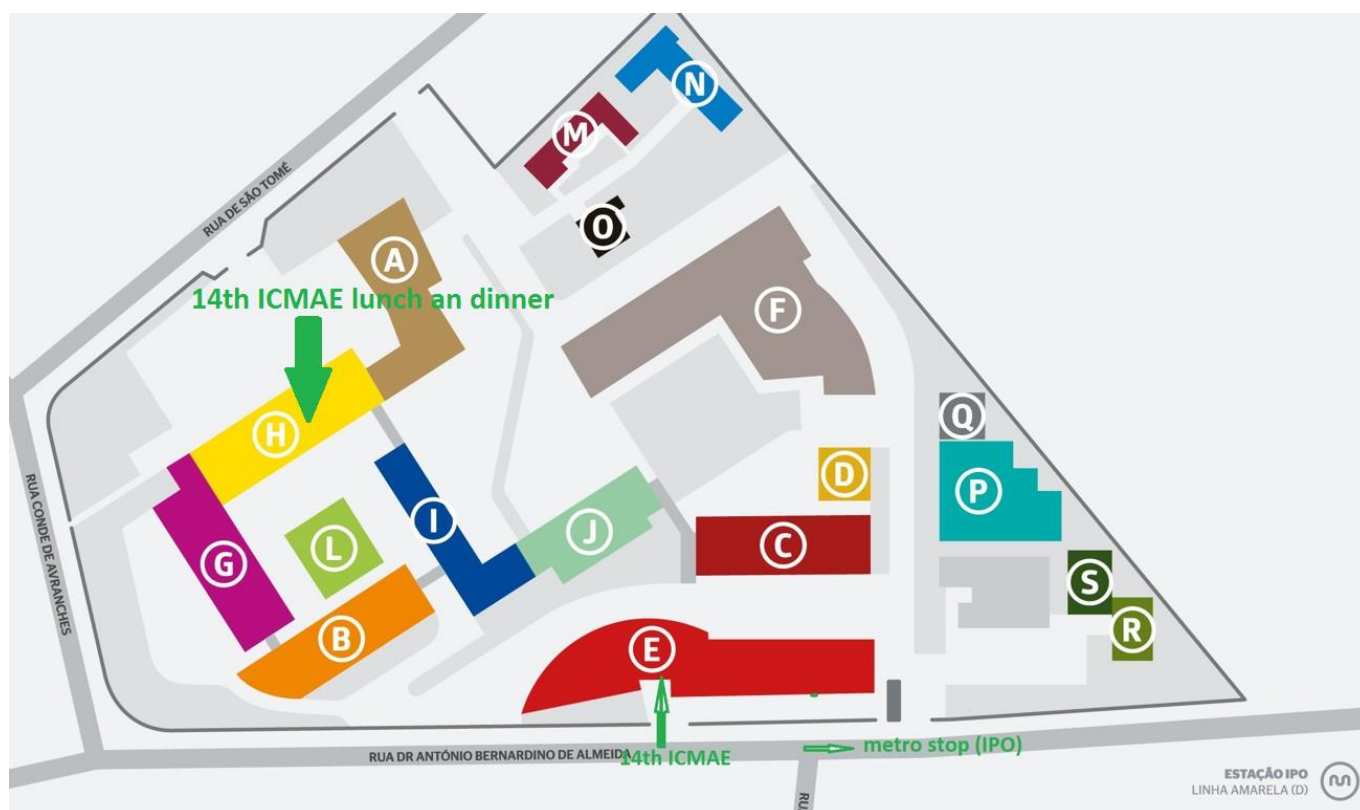 N
M
RUA DE SÃO TOMÉ
O
A
14th ICMAE lunch an dinner
F
Q
H
D
P
RUA CONDE DE AVRANCHES
I
J
L
C
G
S
B
E
R
RUA DR ANTÓNIO BERNARDINO DE ALMEIDA
14th ICMAE
metro stop (IPO)
ESTAÇÃO IPO
LINHA AMARELA (D)
m
RU